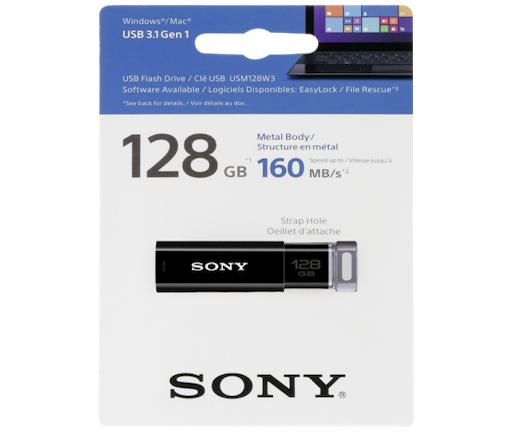 Windows®/Mac®
USB 3.1 Gen 1
USB Flash Drive / Clé USB USM128W3
Software Available / Logiciels Disponibles: EasyLock / File Rescue*³
*See back for details. / Voir détails au dos.
128 GB *¹
Metal Body/
Structure en métal
Speed up to / Vitesse jusqu'à
160 MB/s*²
Strap Hole
Oeillet d'attache
SONY
128
GB
SONY®